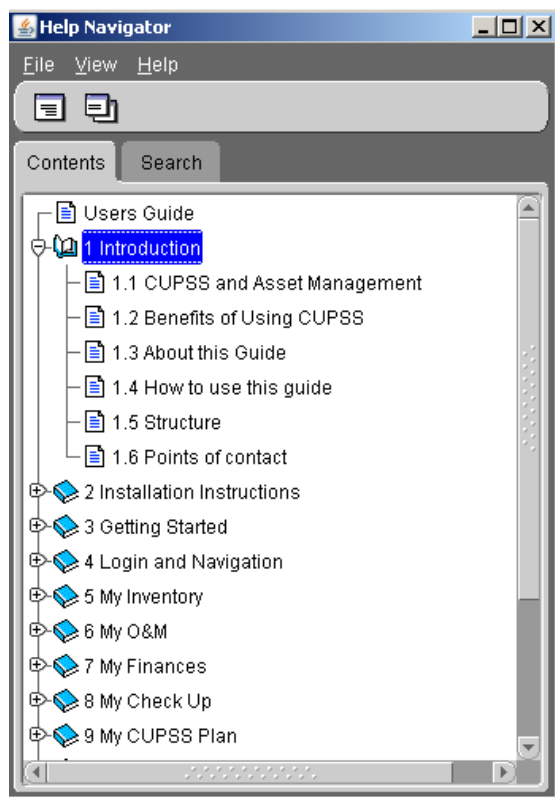 Help Navigator
File View Help
Contents Search
Users Guide
1 Introduction
1.1 CUPSS and Asset Management
1.2 Benefits of Using CUPSS
1.3 About this Guide
1.4 How to use this guide
1.5 Structure
1.6 Points of contact
2 Installation Instructions
3 Getting Started
4 Login and Navigation
5 My Inventory
6 My O&M
7 My Finances
8 My Check Up
9 My CUPSS Plan